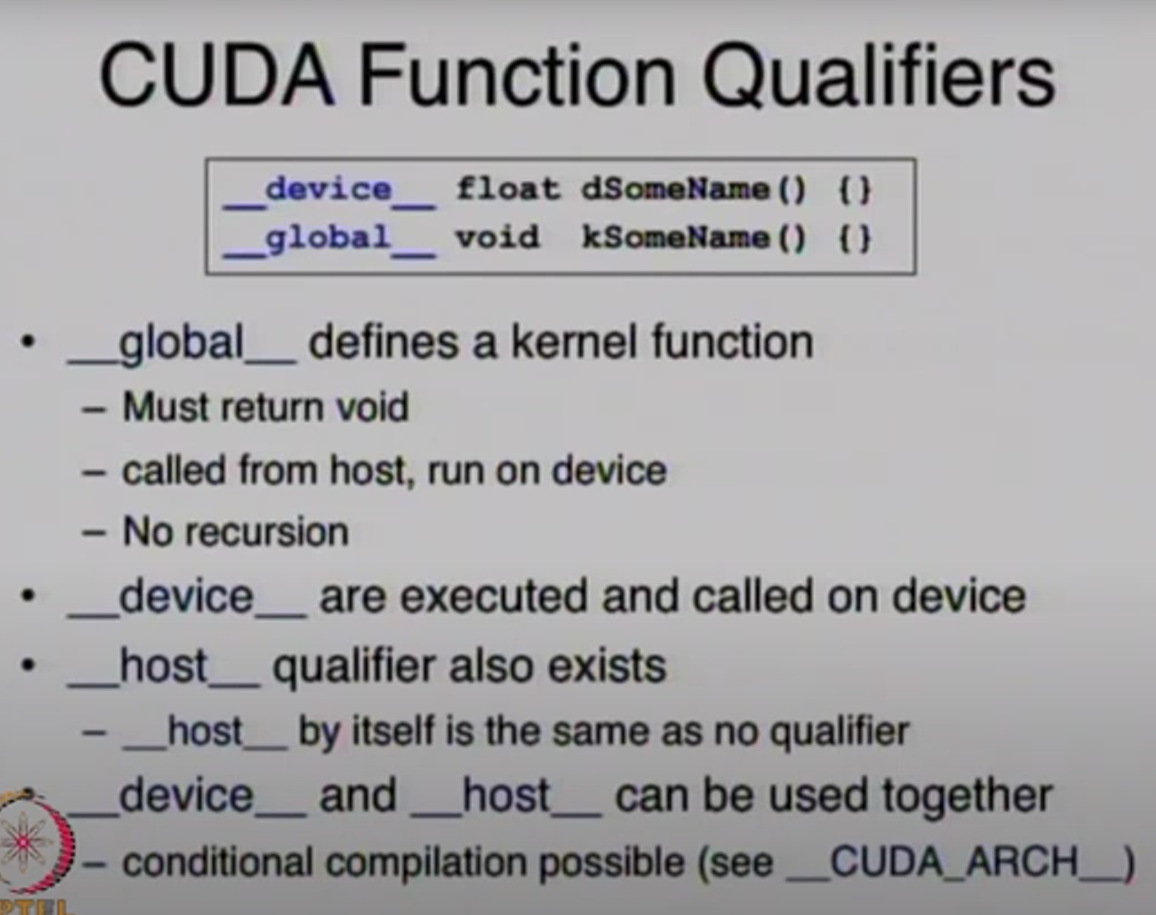 CUDA Function Qualifiers
__device__ float dSomeName() {}
__global__ void kSomeName() {}
• __global__ defines a kernel function
– Must return void
– called from host, run on device
– No recursion
• __device__ are executed and called on device
• __host__ qualifier also exists
– __host__ by itself is the same as no qualifier
• __device__ and __host__ can be used together
– conditional compilation possible (see __CUDA_ARCH__)
PTEL